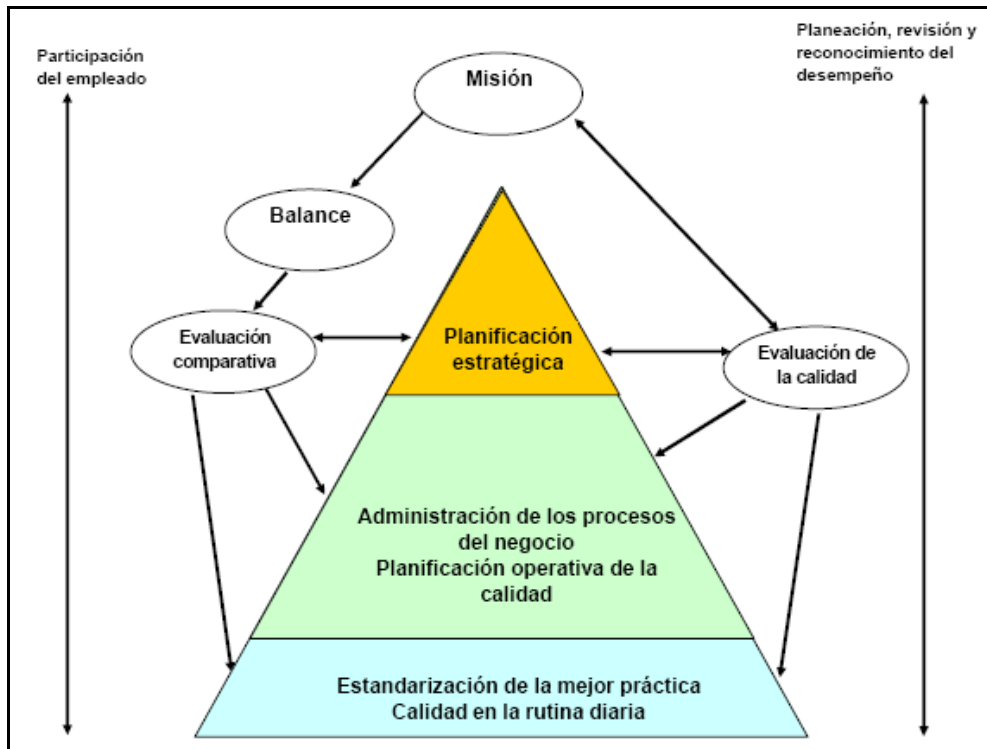 Participación
del empleado
Planeación, revisión y
reconocimiento del
desempeño
Misión
Balance
Evaluación
comparativa
Planificación
estratégica
Evaluación de
la calidad
Administración de los procesos
del negocio
Planificación operativa de la
calidad
Estandarización de la mejor práctica
Calidad en la rutina diaria